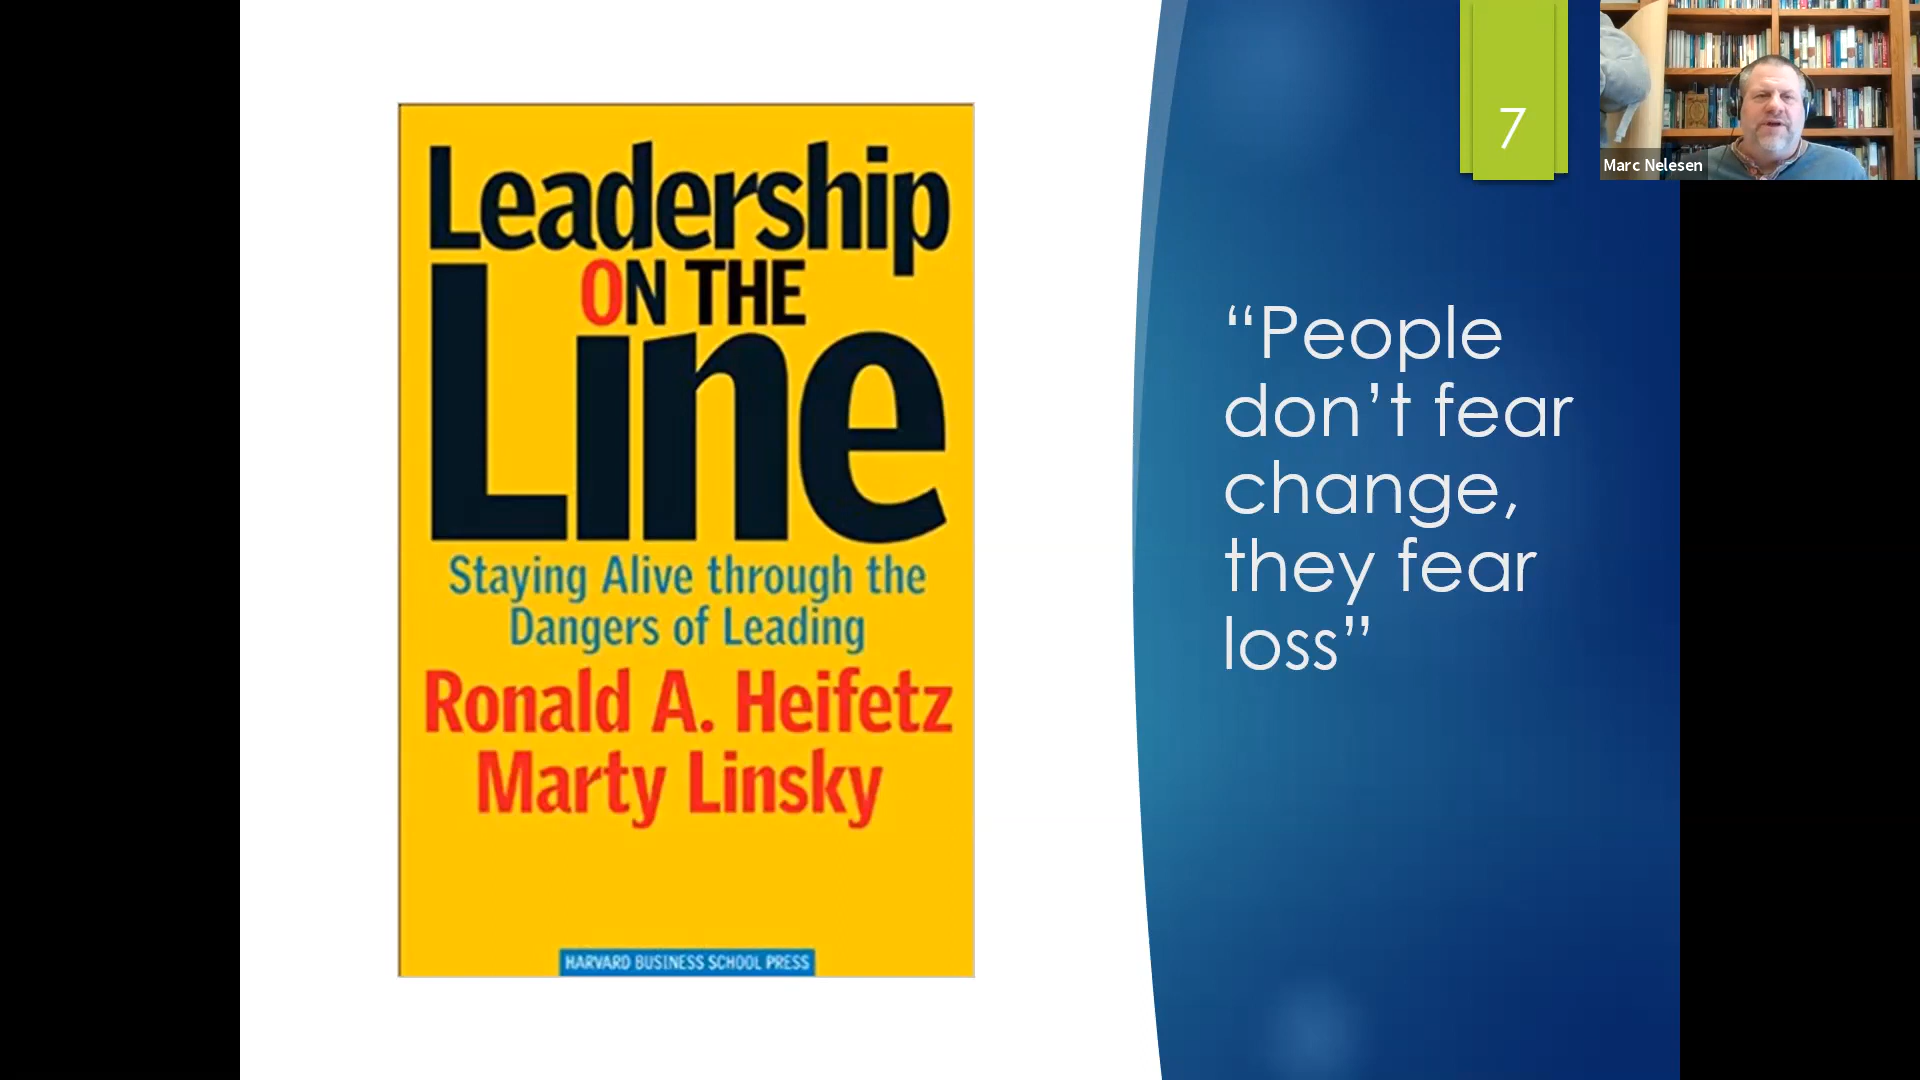 Leadership
ON THE
Line
Staying Alive through the
Dangers of Leading
Ronald A. Heifetz
Marty Linsky
HARVARD BUSINESS SCHOOL PRESS
7
“People
don’t fear
change,
they fear
loss”
Marc Nelesen